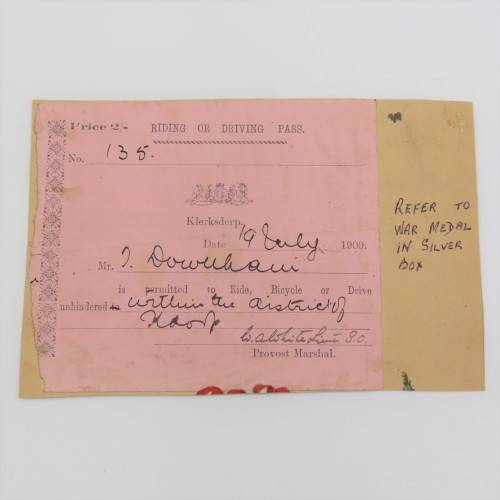 Price 2/- RIDING OR DRIVING PASS.
No. 135.
Klerksdorp,
Date 19 July 1900.
Mr. J. Downham
is permitted to Ride, Bicycle or Drive
unhindered to within the district of
Provost Marshal.
REFER TO
WAR MEDAL
IN SILVER
BOX